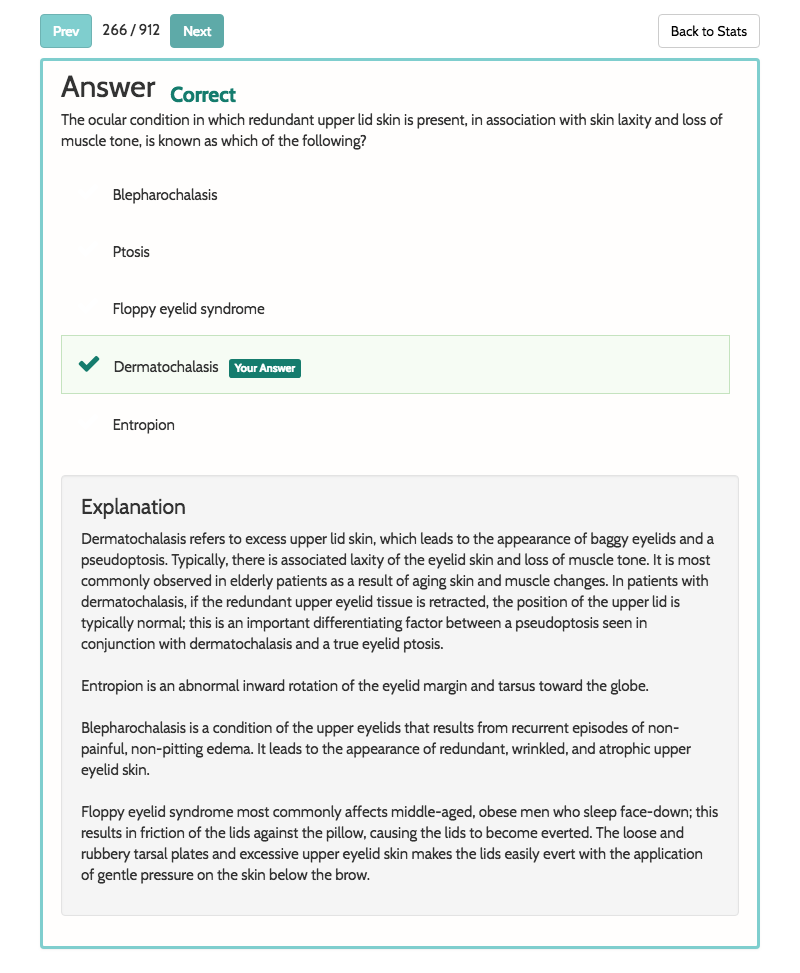 Prev 266 / 912 Next Back to Stats
Answer Correct
The ocular condition in which redundant upper lid skin is present, in association with skin laxity and loss of
muscle tone, is known as which of the following?
Blepharochalasis
Ptosis
Floppy eyelid syndrome
Dermatochalasis Your Answer
Entropion
Explanation
Dermatochalasis refers to excess upper lid skin, which leads to the appearance of baggy eyelids and a
pseudoptosis. Typically, there is associated laxity of the eyelid skin and loss of muscle tone. It is most
commonly observed in elderly patients as a result of aging skin and muscle changes. In patients with
dermatochalasis, if the redundant upper eyelid tissue is retracted, the position of the upper lid is
typically normal; this is an important differentiating factor between a pseudoptosis seen in
conjunction with dermatochalasis and a true eyelid ptosis.
Entropion is an abnormal inward rotation of the eyelid margin and tarsus toward the globe.
Blepharochalasis is a condition of the upper eyelids that results from recurrent episodes of non-
painful, non-pitting edema. It leads to the appearance of redundant, wrinkled, and atrophic upper
eyelid skin.
Floppy eyelid syndrome most commonly affects middle-aged, obese men who sleep face-down; this
results in friction of the lids against the pillow, causing the lids to become everted. The loose and
rubbery tarsal plates and excessive upper eyelid skin makes the lids easily evert with the application
of gentle pressure on the skin below the brow.